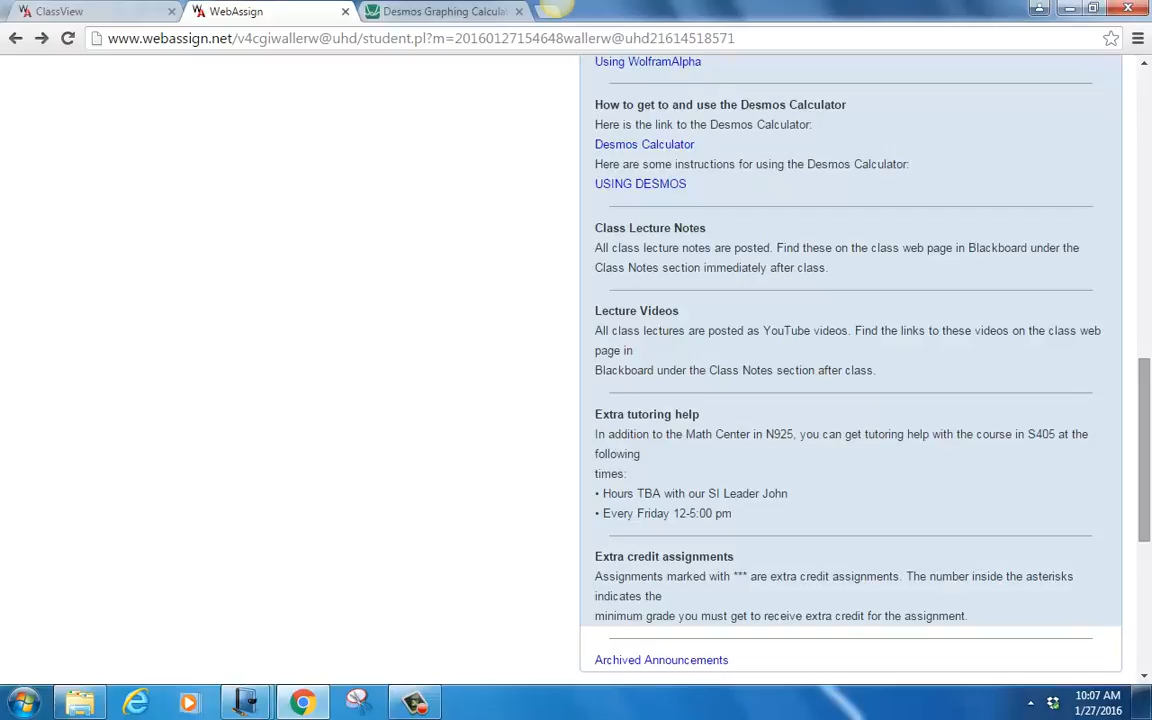 ClassView
WebAssign
Desmos Graphing Calcula
www.webassign.net/v4cgiwallerw@uhd/student.pl?m=20160127154648wallerw@uhd21614518571
Using WolframAlpha
How to get to and use the Desmos Calculator
Here is the link to the Desmos Calculator:
Desmos Calculator
Here are some instructions for using the Desmos Calculator:
USING DESMOS
Class Lecture Notes
All class lecture notes are posted. Find these on the class web page in Blackboard under the
Class Notes section immediately after class.
Lecture Videos
All class lectures are posted as YouTube videos. Find the links to these videos on the class web
page in
Blackboard under the Class Notes section after class.
Extra tutoring help
In addition to the Math Center in N925, you can get tutoring help with the course in S405 at the
following
times:
• Hours TBA with our SI Leader John
• Every Friday 12-5:00 pm
Extra credit assignments
Assignments marked with *** are extra credit assignments. The number inside the asterisks
indicates the
minimum grade you must get to receive extra credit for the assignment.
Archived Announcements
10:07 AM
1/27/2016